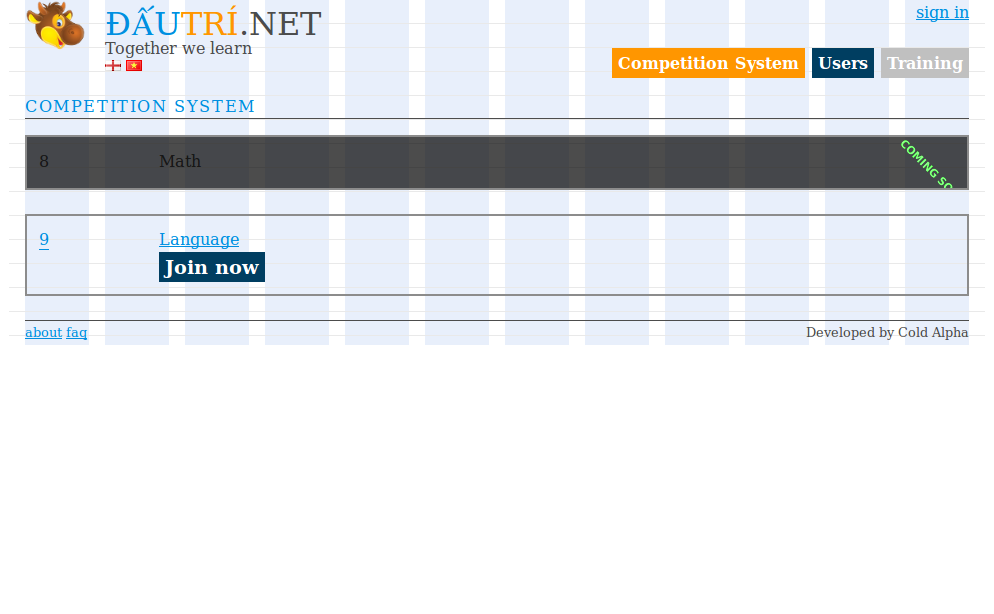 sign in
ĐẤUTRÍ.NET
Together we learn
Competition System Users Training
COMPETITION SYSTEM
8 Math COMING SO
9 Language
Join now
about faq Developed by Cold Alpha